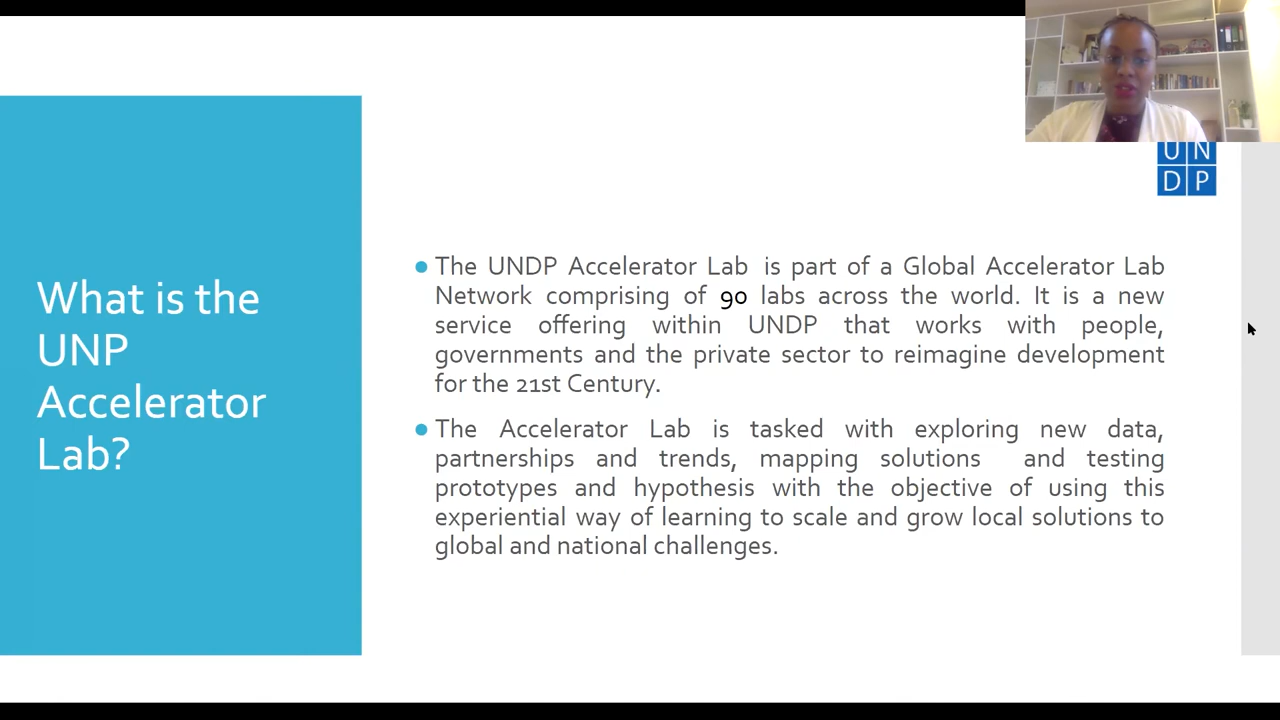 What is the
UNP
Accelerator
Lab?
U N
D P
The UNDP Accelerator Lab is part of a Global Accelerator Lab
Network comprising of 90 labs across the world. It is a new
service offering within UNDP that works with people,
governments and the private sector to reimagine development
for the 21st Century.
The Accelerator Lab is tasked with exploring new data,
partnerships and trends, mapping solutions and testing
prototypes and hypothesis with the objective of using this
experiential way of learning to scale and grow local solutions to
global and national challenges.